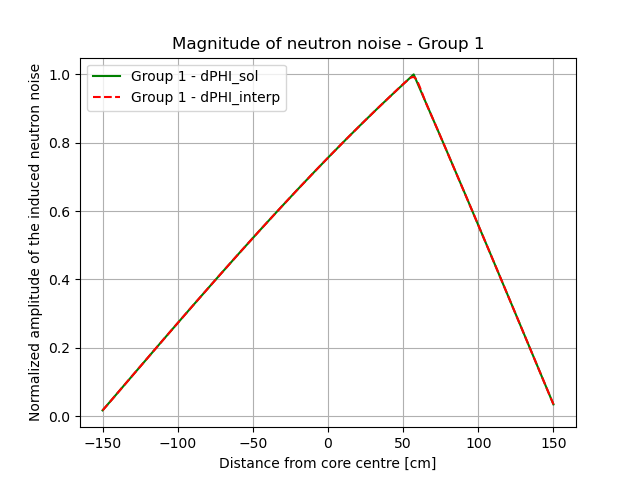 Magnitude of neutron noise - Group 1
Group 1 - dPHI_sol
Group 1 - dPHI_interp
Normalized amplitude of the induced neutron noise
1.0
0.8
0.6
0.4
0.2
0.0
−150 −100 −50 0 50 100 150
Distance from core centre [cm]